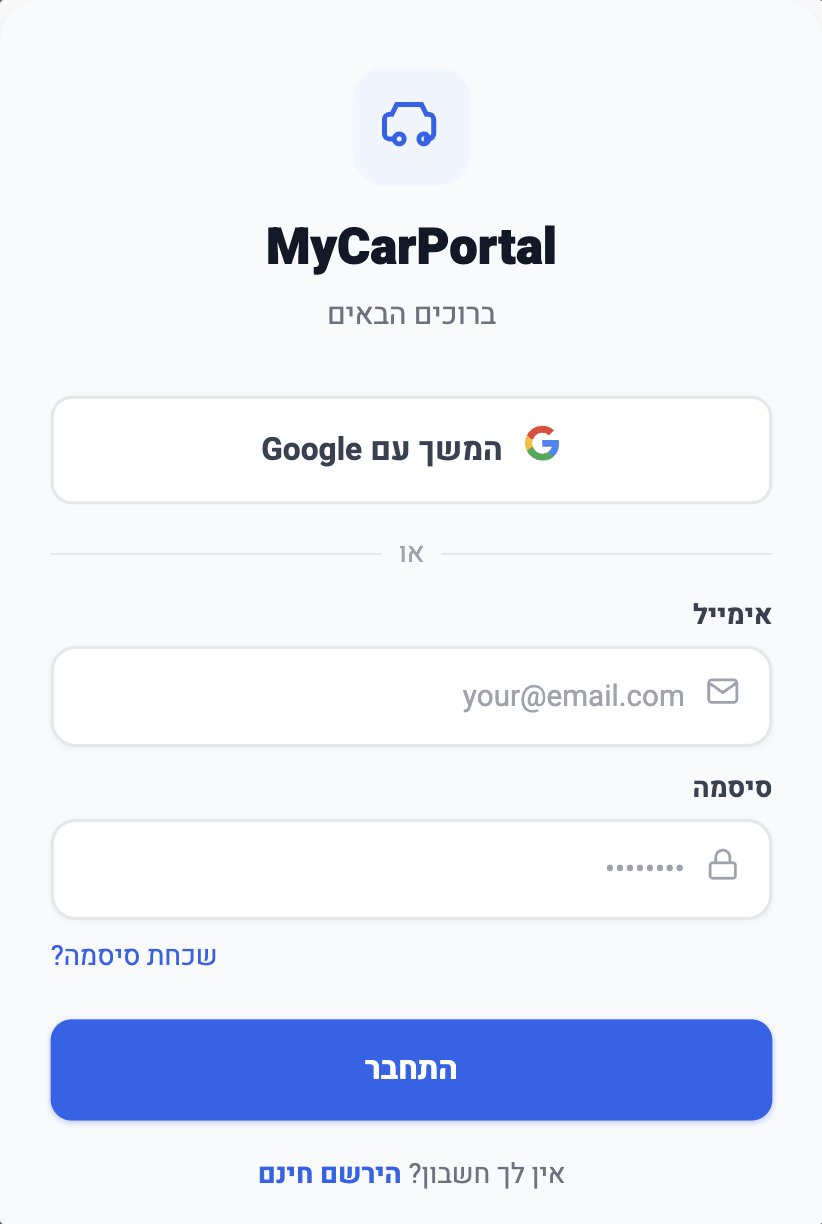 MyCarPortal
ברוכים הבאים
המשך עם Google
או
אימייל
your@email.com
סיסמה
••••••••
שכחת סיסמה?
התחבר
אין לך חשבון? הירשם חינם